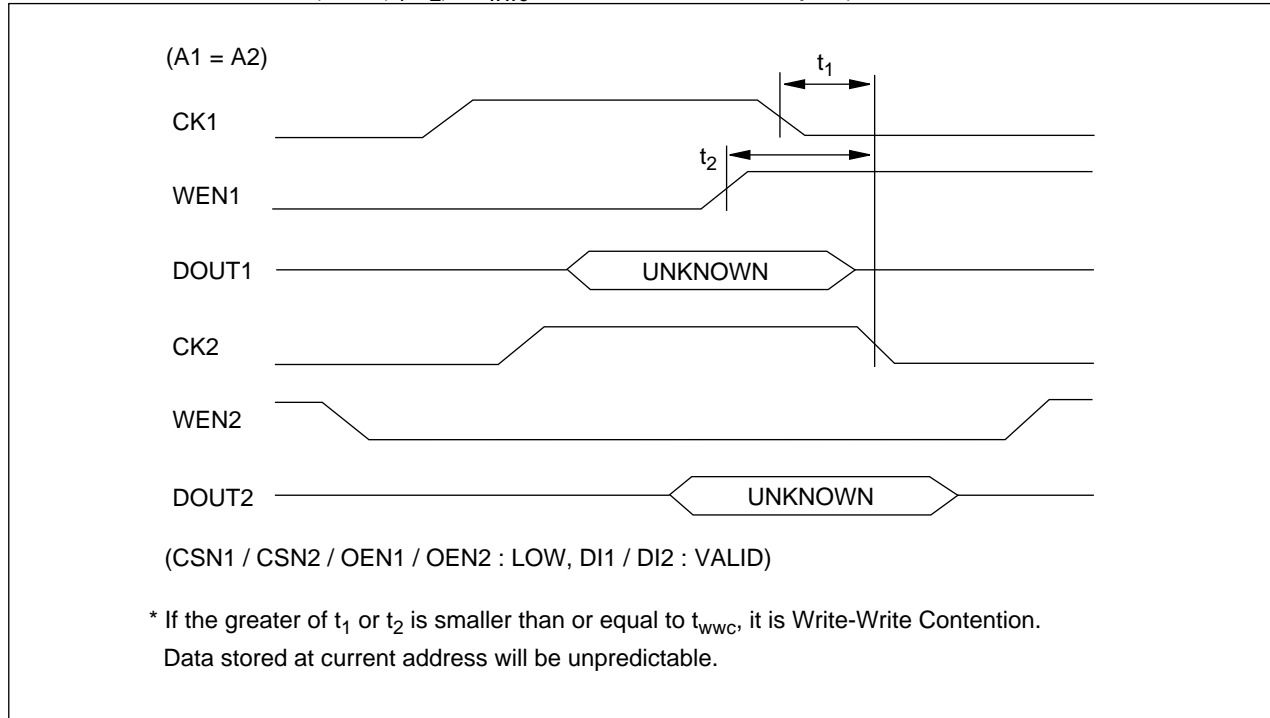 (A1 = A2)
t1
CK1
t2
WEN1
DOUT1
UNKNOWN
CK2
WEN2
DOUT2
UNKNOWN
(CSN1 / CSN2 / OEN1 / OEN2 : LOW, DI1 / DI2 : VALID)
* If the greater of t1 or t2 is smaller than or equal to twwc, it is Write-Write Contention.
Data stored at current address will be unpredictable.